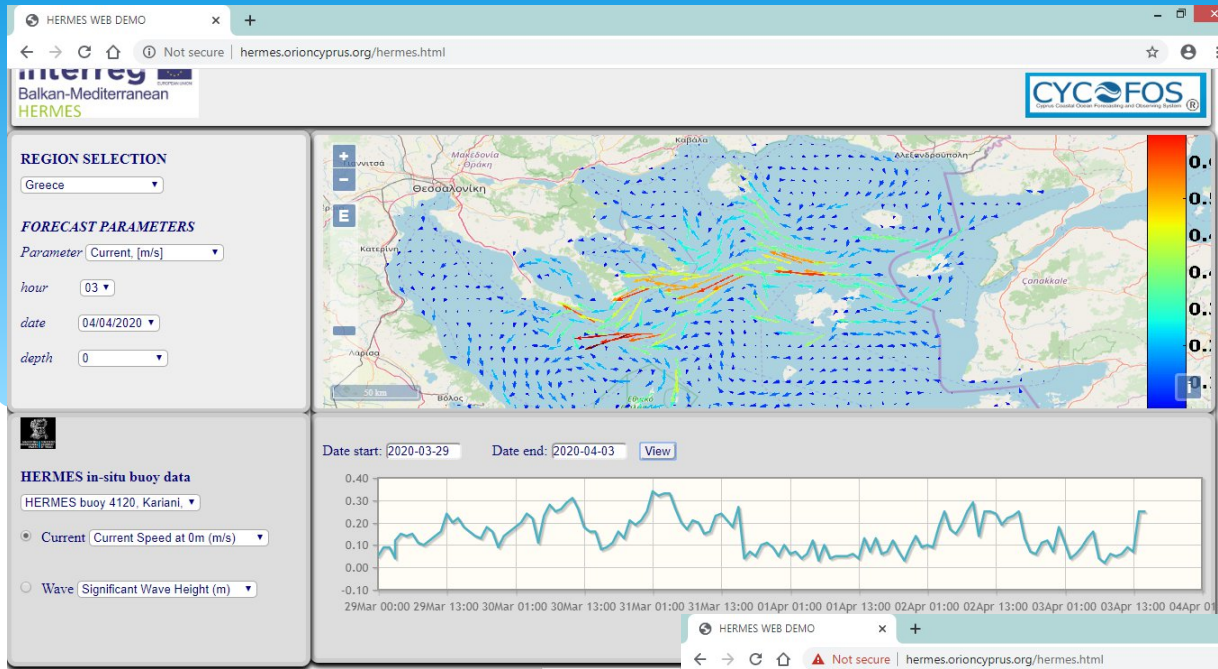 HERMES WEB DEMO
Not secure | hermes.orioncyprus.org/hermes.html
Interreg
Balkan-Mediterranean
HERMES
EUROPEAN UNION
CYCOFOS ®
Cyprus Coastal Ocean Forecasting and Observing System
REGION SELECTION
Greece
FORECAST PARAMETERS
Parameter Current, [m/s]
hour 03
date 04/04/2020
depth 0
+
−
E
Καβάλα
Μακεδονία
- Θράκη
Αλεξανδρούπολη
Θεσσαλονίκη
Κατερίνη
Çanakkale
Λάρισα
Βόλος
50 km
i
HERMES in-situ buoy data
HERMES buoy 4120, Kariani,
Current Current Speed at 0m (m/s)
Wave Significant Wave Height (m)
Date start: 2020-03-29 Date end: 2020-04-03 View
0.40
0.30
0.20
0.10
0.00
-0.10
29Mar 00:00 29Mar 13:00 30Mar 01:00 30Mar 13:00 31Mar 01:00 31Mar 13:00 01Apr 01:00 01Apr 13:00 02Apr 01:00 02Apr 13:00 03Apr 01:00 03Apr 13:00 04Apr 01
HERMES WEB DEMO
Not secure | hermes.orioncyprus.org/hermes.html